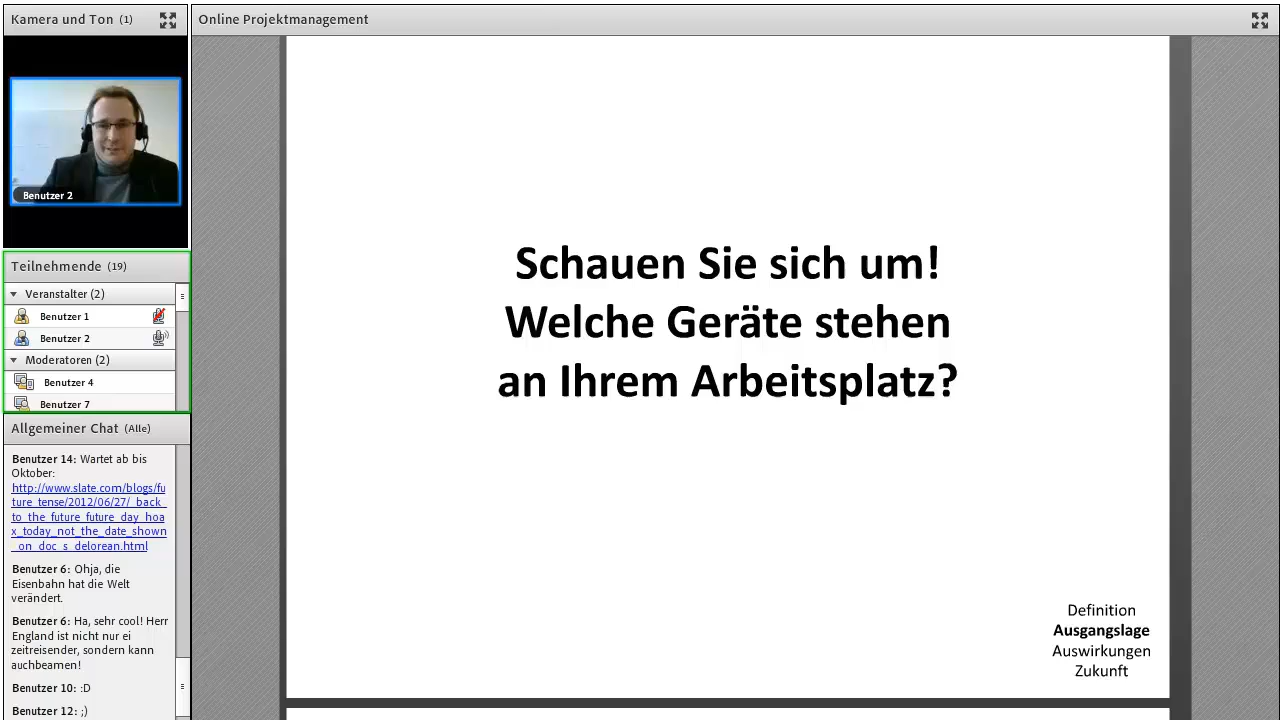 Kamera und Ton (1)
Benutzer 2
Teilnehmende (19)
Veranstalter (2)
Benutzer 1
Benutzer 2
Moderatoren (2)
Benutzer 4
Benutzer 7
Allgemeiner Chat (Alle)
Benutzer 14: Wartet ab bis
Oktober:
http://www.slate.com/blogs/fu
ture_tense/2012/06/27/_back_
to_the_future_future_day_hoa
x_today_not_the_date_shown
_on_doc_s_delorean.html
Benutzer 6: Ohja, die
Eisenbahn hat die Welt
verändert.
Benutzer 6: Ha, sehr cool! Herr
England ist nicht nur ei
zeitreisender, sondern kann
auchbeamen!
Benutzer 10: :D
Benutzer 12: ;)
Online Projektmanagement
Schauen Sie sich um!
Welche Geräte stehen
an Ihrem Arbeitsplatz?
Definition
Ausgangslage
Auswirkungen
Zukunft